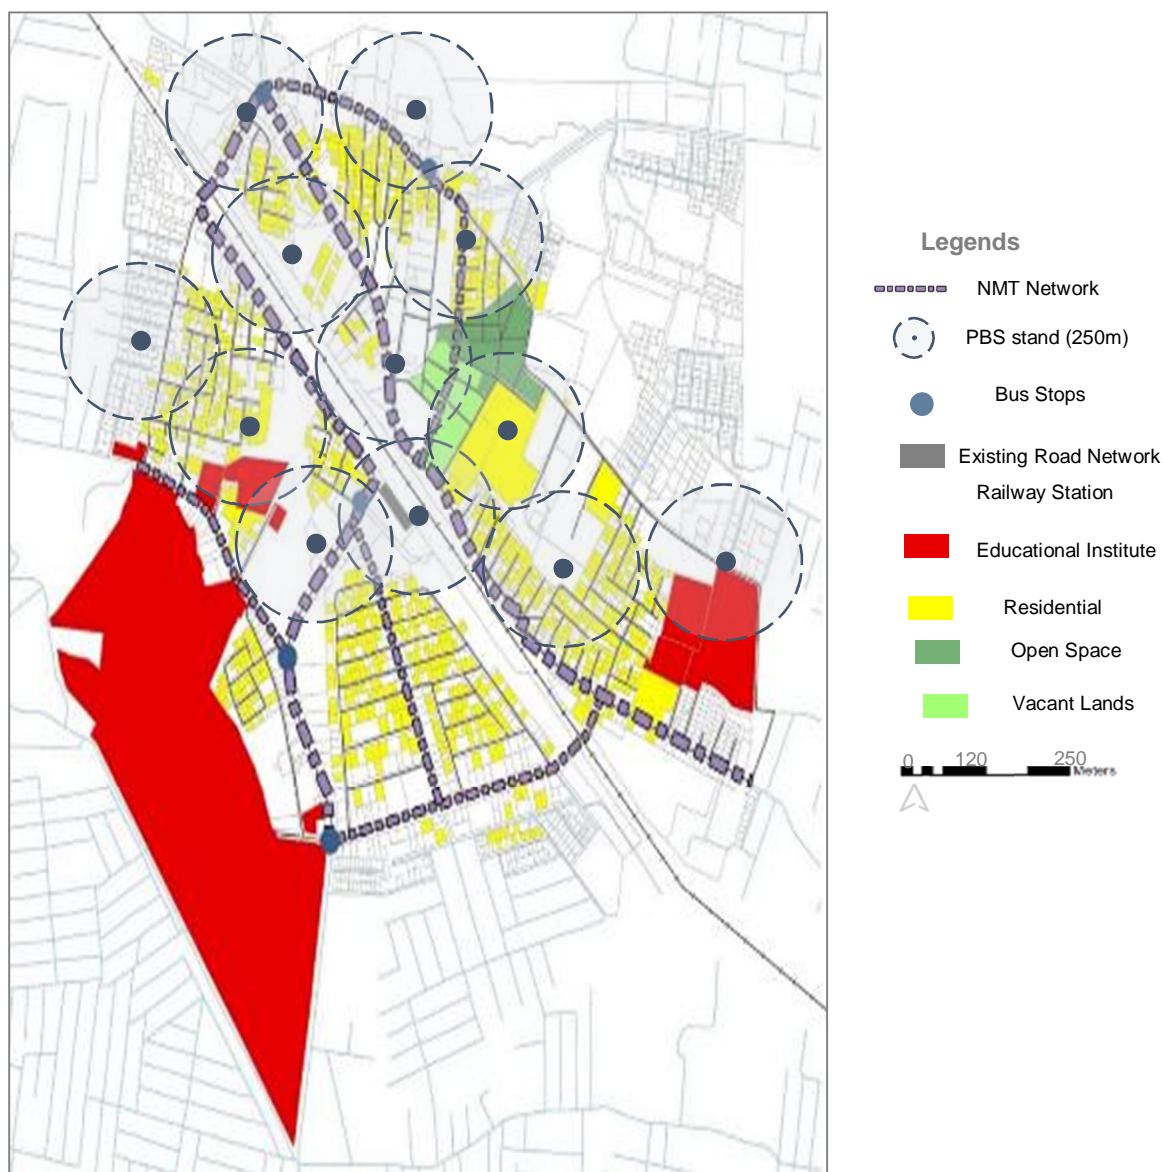 Legends
NMT Network
PBS stand (250m)
Bus Stops
Existing Road Network
Railway Station
Educational Institute
Residential
Open Space
Vacant Lands
0 120 250
Meters